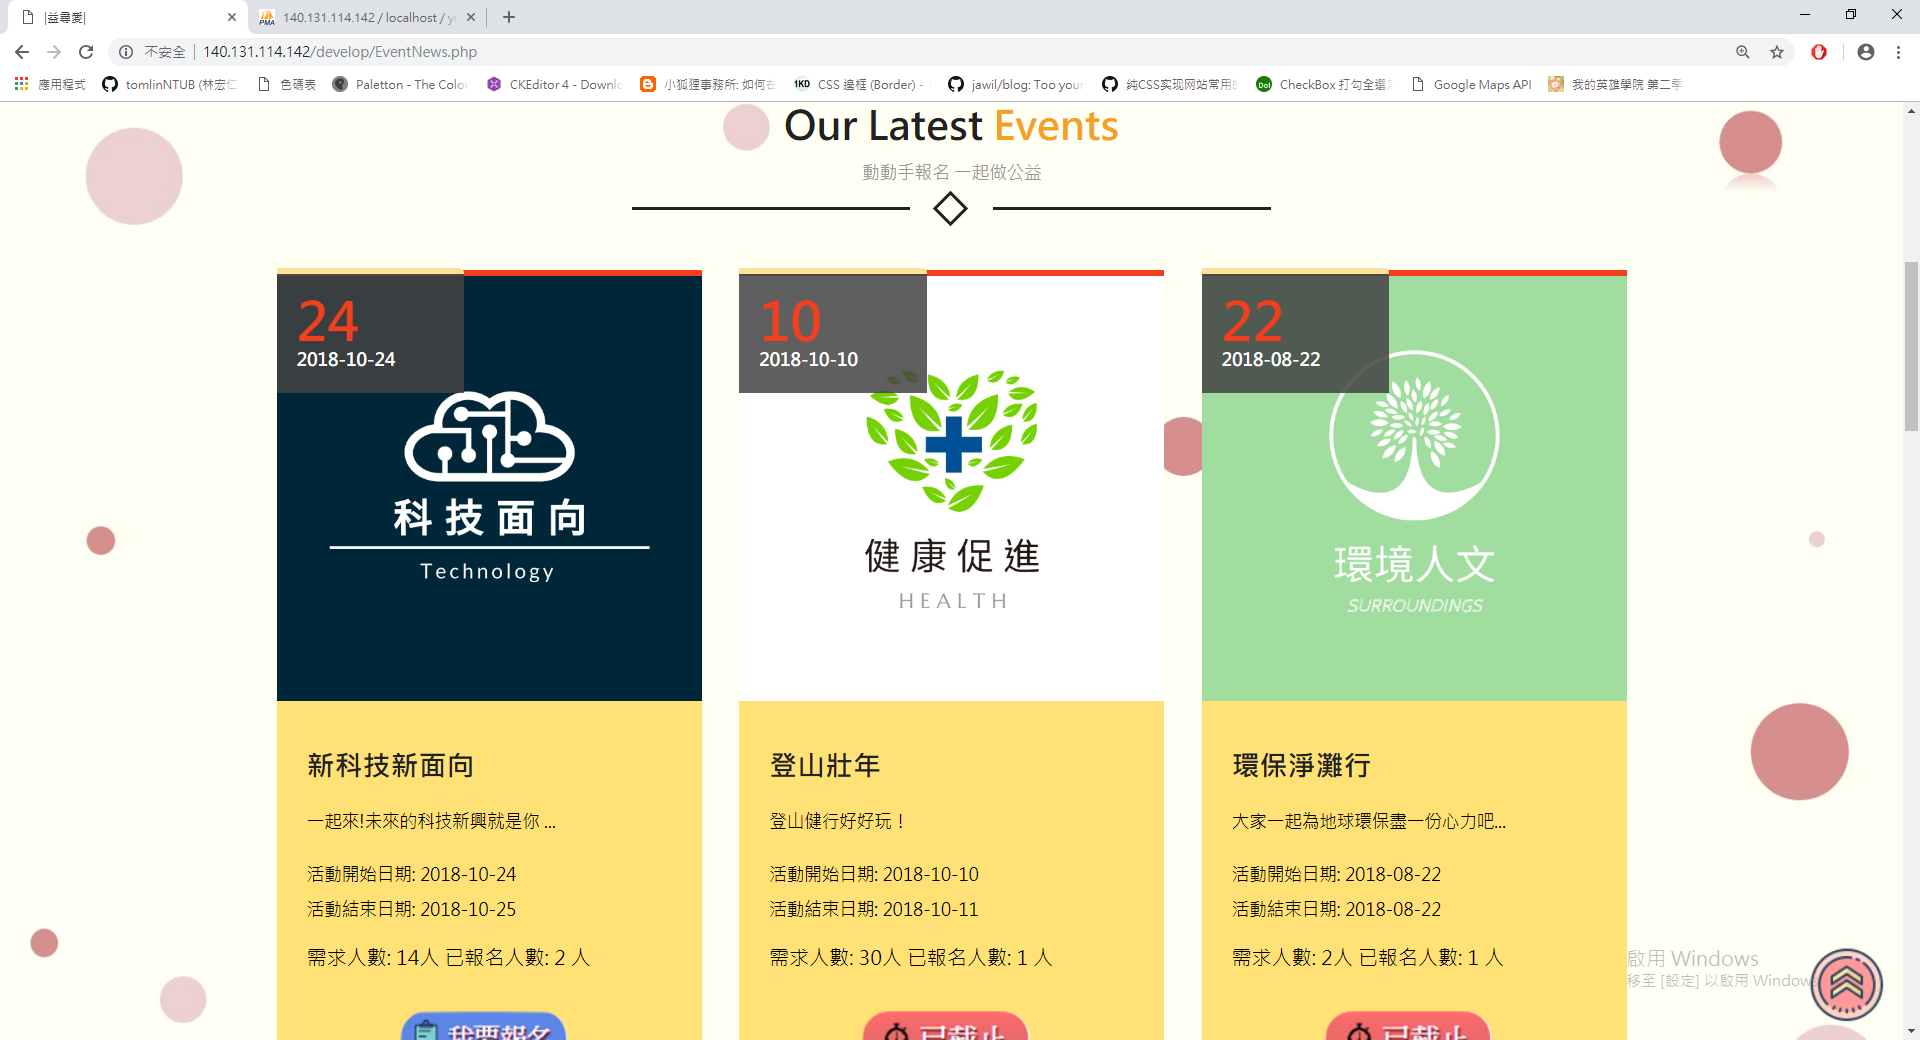 |益尋愛|
140.131.114.142 / localhost / yi
不安全 | 140.131.114.142/develop/EventNews.php
應用程式 tomlinNTUB (林宏仁 色碼表 Paletton - The Color CKEditor 4 - Downlo 小狐狸事務所: 如何在 1KD CSS 邊框 (Border) - jawil/blog: Too your 純CSS实现网站常用的 Dot CheckBox 打勾全選 Google Maps API 我的英雄學院 第二季
Our Latest Events
動動手報名 一起做公益
24
2018-10-24
科技面向
Technology
新科技新面向
一起來!未來的科技新興就是你 ...
活動開始日期: 2018-10-24
活動結束日期: 2018-10-25
需求人數: 14人 已報名人數: 2 人
我要報名
10
2018-10-10
健康促進
HEALTH
登山壯年
登山健行好好玩！
活動開始日期: 2018-10-10
活動結束日期: 2018-10-11
需求人數: 30人 已報名人數: 1 人
已截止
22
2018-08-22
環境人文
SURROUNDINGS
環保淨灘行
大家一起為地球環保盡一份心力吧...
活動開始日期: 2018-08-22
活動結束日期: 2018-08-22
需求人數: 2人 已報名人數: 1 人
已截止
啟用 Windows
移至 [設定] 以啟用 Windows